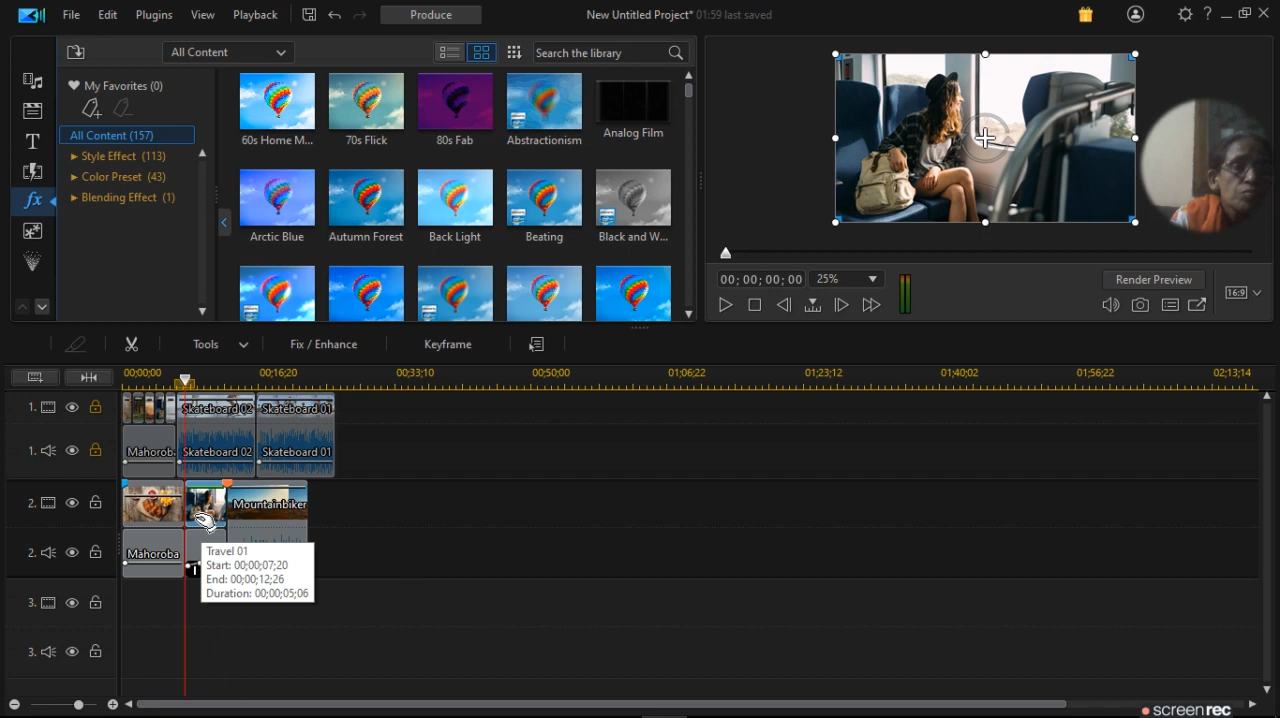 File Edit Plugins View Playback Produce New Untitled Project* 01:59 last saved
All Content Search the library
My Favorites (0)
All Content (157)
Style Effect (113)
Color Preset (43)
Blending Effect (1)
60s Home M... 70s Flick 80s Fab Abstractionism Analog Film
Arctic Blue Autumn Forest Back Light Beating Black and W...
00; 00; 00; 00 25% Render Preview
16:9
Tools Fix / Enhance Keyframe
00;00;00 00;16;20 00;33;10 00;50;00 01;06;22 01;23;12 01;40;02 01;56;22 02;13;14
1. Skateboard 02 Skateboard 01
1. Mahorob. Skateboard 02 Skateboard 01
2. Mountainbiker
2. Mahoroba
Travel 01
Start: 00;00;07;20
End: 00;00;12;26
Duration: 00;00;05;06
3.
3.
screenrec